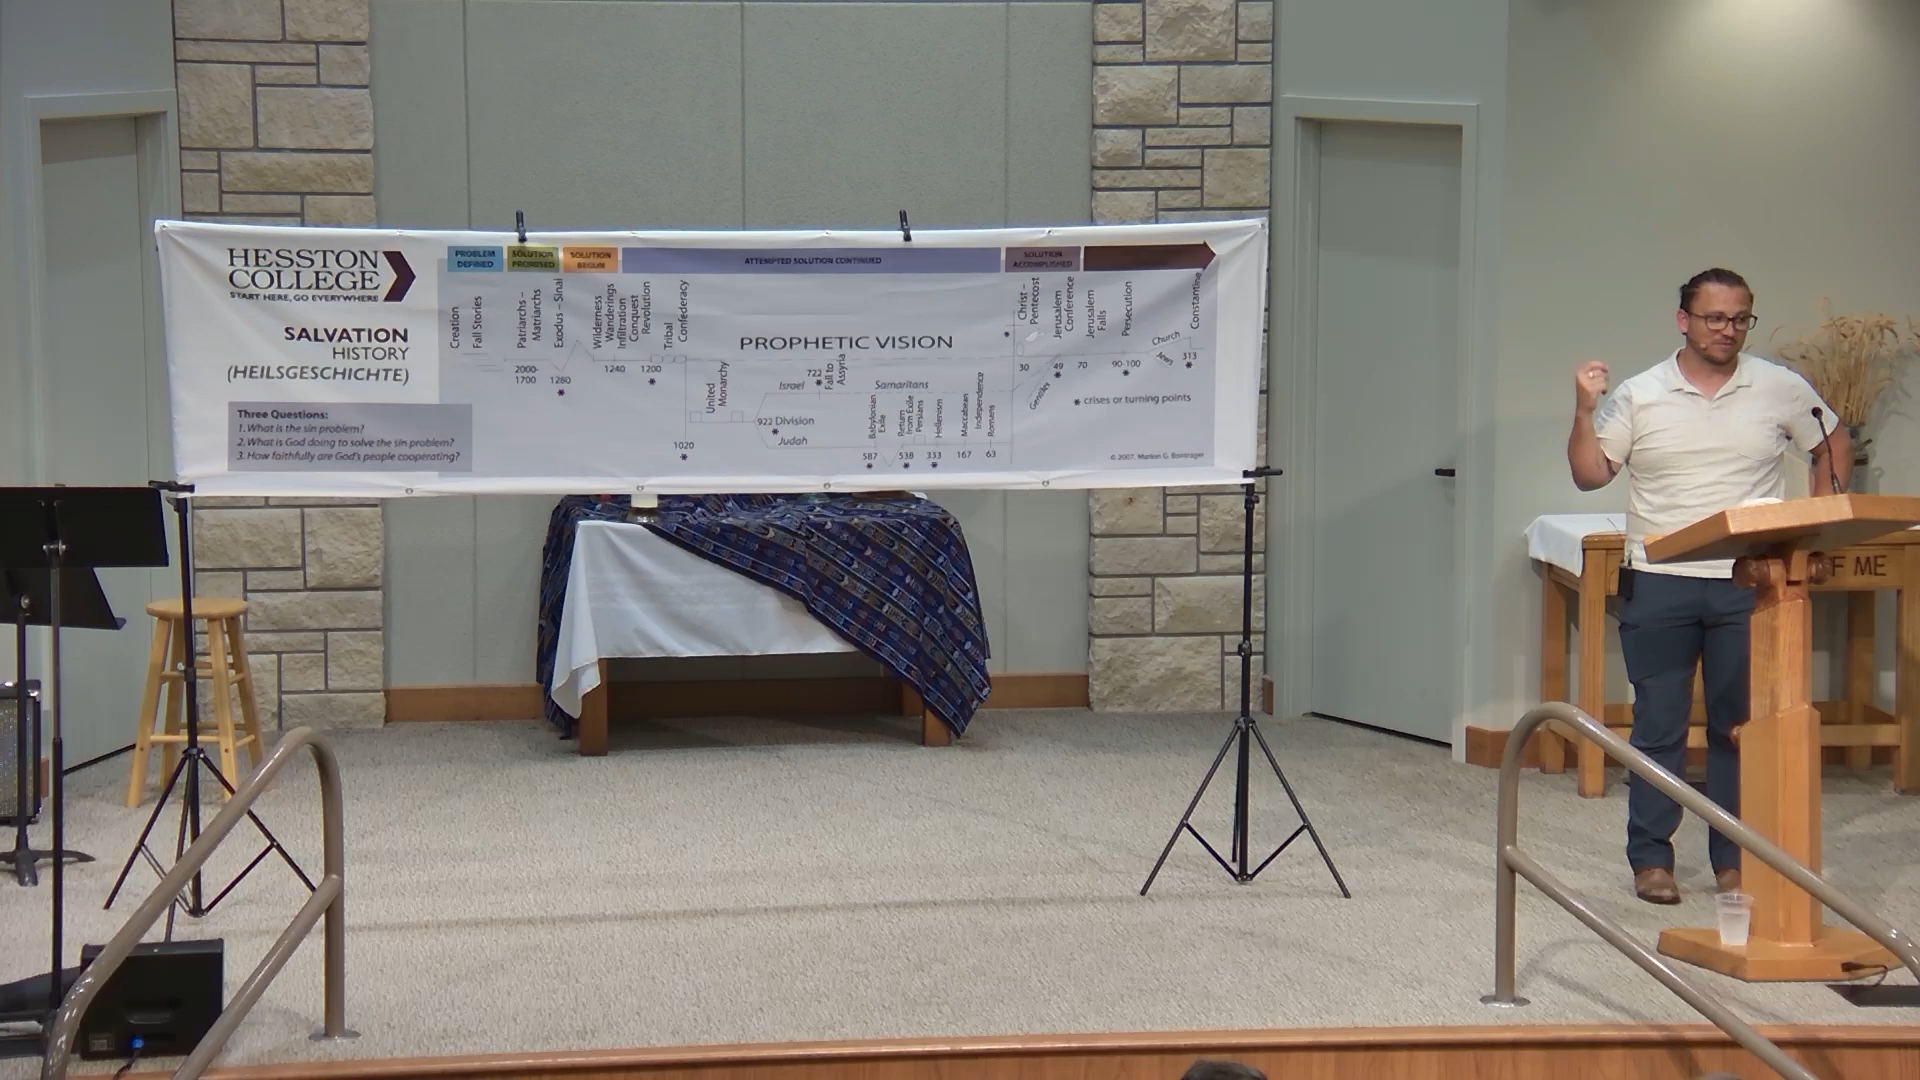 HESSTON
COLLEGE
START HERE, GO EVERYWHERE
SALVATION
HISTORY
(HEILSGESCHICHTE)
Three Questions:
1. What is the sin problem?
2. What is God doing to solve the sin problem?
3. How faithfully are God's people cooperating?
PROBLEM
DEFINED
SOLUTION
PROMISED
SOLUTION
BEGUN
ATTEMPTED SOLUTION CONTINUED
SOLUTION
ACCOMPLISHED
Creation
Fall Stories
Patriarchs –
Matriarchs
Exodus – Sinai
Wilderness
Wanderings
Infiltration
Conquest
Revolution
Tribal
Confederacy
2000-
1700
1280
*
1240
1200
*
1020
*
United
Monarchy
PROPHETIC VISION
922 Division
*
Israel
Judah
722
*
Fall to
Assyria
Samaritans
Babylonian
Exile
Return
from Exile
Persians
Hellenism
Maccabean
Independence
Romans
587
*
538
*
333
*
167
63
*
Christ –
Pentecost
Jerusalem
Conference
Jerusalem
Falls
Persecution
Constantine
30
49
*
70
90-100
*
313
*
Church
Jews
Gentiles
* crises or turning points
© 2007, Marion G. Bontrager
F ME